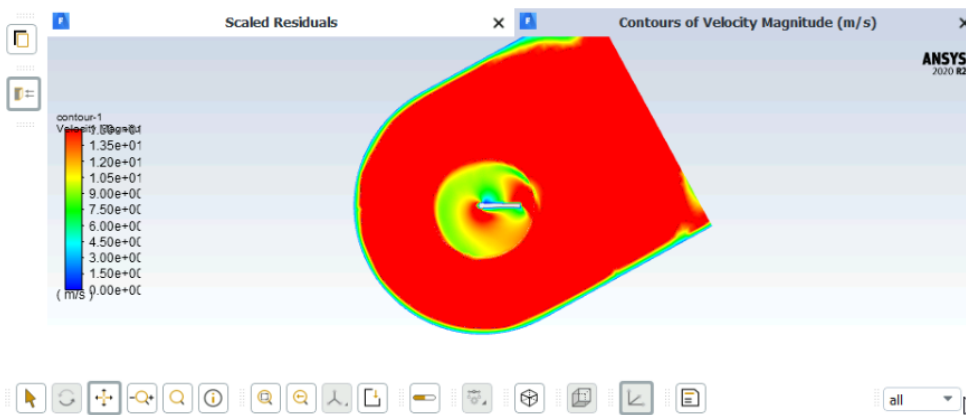 Scaled Residuals
Contours of Velocity Magnitude (m/s)
ANSYS
2020 R2
contour-1
1.35e+01
1.20e+01
1.05e+01
9.00e+00
7.50e+00
6.00e+00
4.50e+00
3.00e+00
1.50e+00
0.00e+00
( m/s )
all